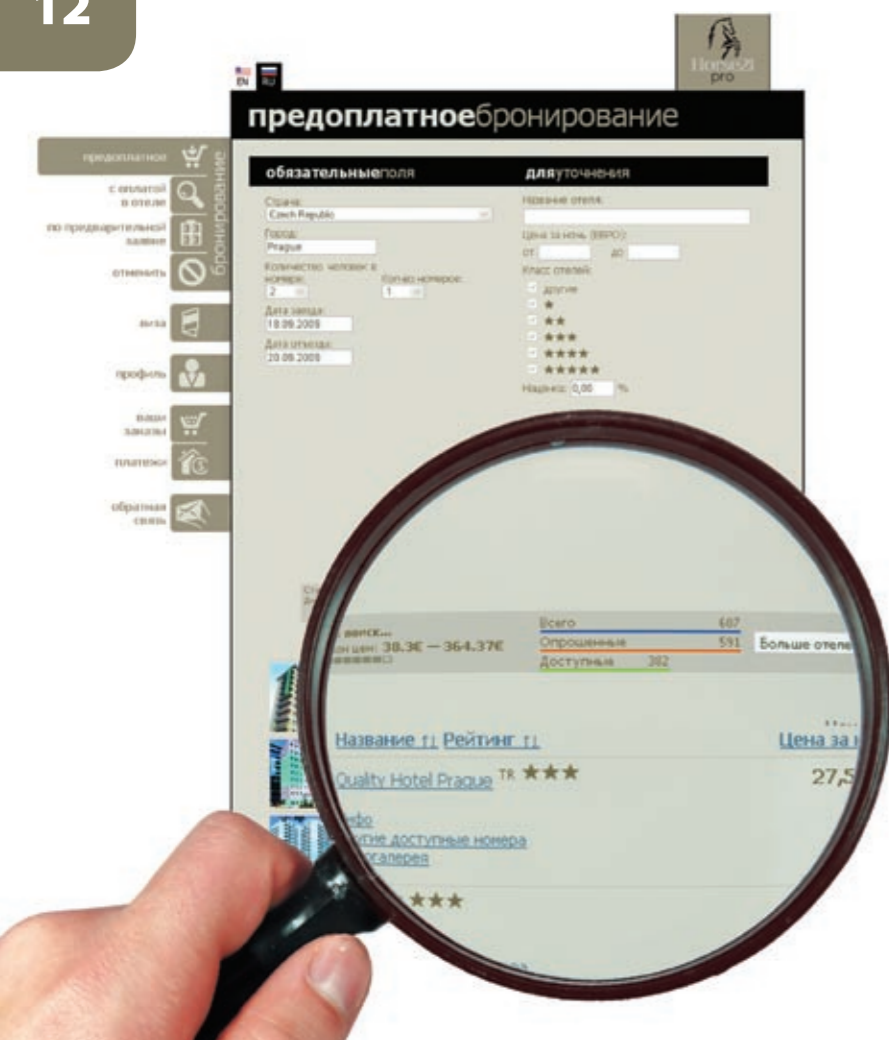 12
EN RU
Horse21
pro
предоплатноебронирование
предоплатное
с оплатой
в отеле
по предварительной
заявке
отменить
бронирование
виза
профиль
ваши
заказы
платежи
обратная
связь
обязательныеполя
Страна:
Czech Republic
Город:
Prague
Количество человек в
номере:
Кол-во номеров:
2
1
Дата заезда:
18.09.2009
Дата отъезда:
20.09.2009
дляуточнения
Название отеля:
Цена за ночь (ЕВРО):
от до
Класс отелей:
другие
★
★★
★★★
★★★★
★★★★★
Наценка: 0,00 %
поиск...
цен: 38.3€ — 364.37€
Всего 607
Опрошенные 591
Доступные 382
Больше
Название ↑↓ Рейтинг ↑↓
Цена за
Quality Hotel Prague TR ★★★
27,5
доступные номера
★★★